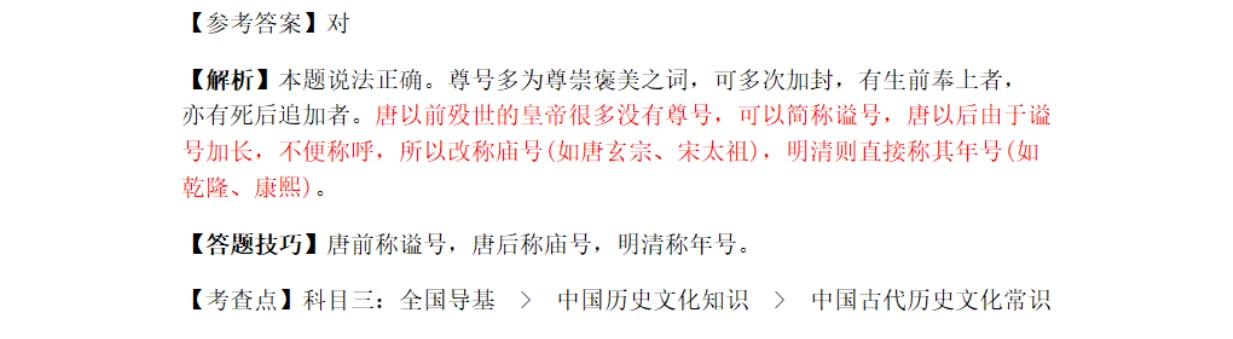 【参考答案】对
【解析】本题说法正确。尊号多为尊崇褒美之词，可多次加封，有生前奉上者，
亦有死后追加者。唐以前殁世的皇帝很多没有尊号，可以简称谥号，唐以后由于谥
号加长，不便称呼，所以改称庙号(如唐玄宗、宋太祖)，明清则直接称其年号(如
乾隆、康熙)。
【答题技巧】唐前称谥号，唐后称庙号，明清称年号。
【考查点】科目三：全国导基 > 中国历史文化知识 > 中国古代历史文化常识